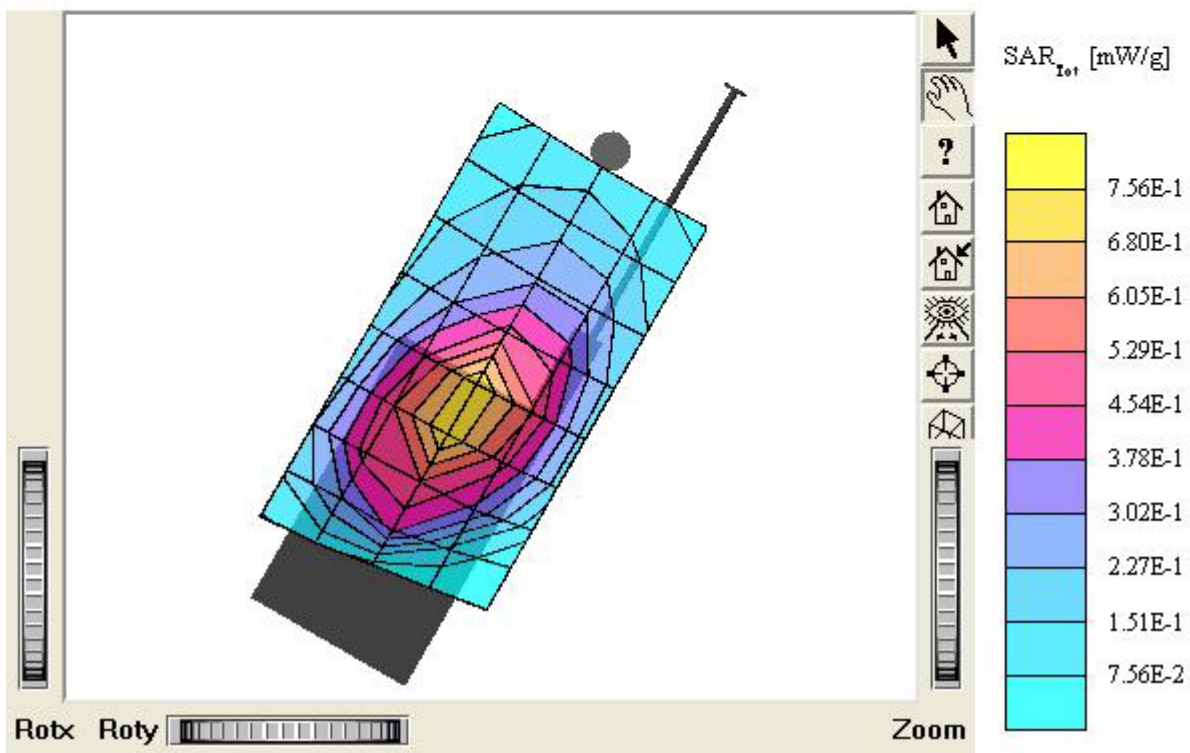 SAR_Tot [mW/g]
?
7.56E-1
6.80E-1
6.05E-1
5.29E-1
4.54E-1
3.78E-1
3.02E-1
2.27E-1
1.51E-1
7.56E-2
Rotx Roty Zoom